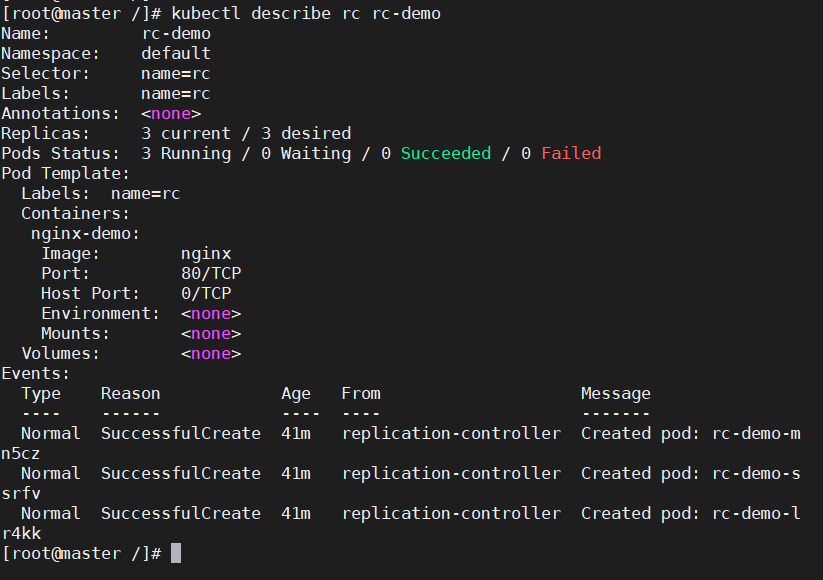 [root@master /]# kubectl describe rc rc-demo
Name:         rc-demo
Namespace:    default
Selector:     name=rc
Labels:       name=rc
Annotations:  <none>
Replicas:     3 current / 3 desired
Pods Status:  3 Running / 0 Waiting / 0 Succeeded / 0 Failed
Pod Template:
  Labels:  name=rc
  Containers:
   nginx-demo:
    Image:        nginx
    Port:         80/TCP
    Host Port:    0/TCP
    Environment:  <none>
    Mounts:       <none>
  Volumes:        <none>
Events:
  Type    Reason            Age   From                    Message
  ----    ------            ----  ----                    -------
  Normal  SuccessfulCreate  41m   replication-controller  Created pod: rc-demo-m
n5cz
  Normal  SuccessfulCreate  41m   replication-controller  Created pod: rc-demo-s
srfv
  Normal  SuccessfulCreate  41m   replication-controller  Created pod: rc-demo-l
r4kk
[root@master /]#